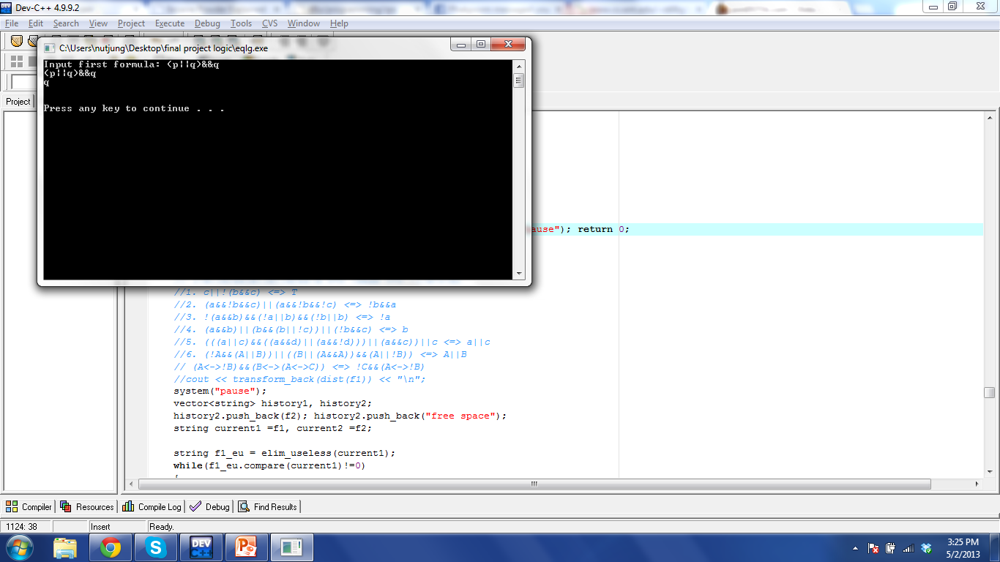 Dev-C++ 4.9.9.2
File Edit Search View Project Execute Debug Tools CVS Window Help
C:\Users\nutjung\Desktop\final project logic\eqlg.exe
Input first formula: (p||q)&&q
(p||q)&&q
q
Press any key to continue . . .
Project
ause"); return 0;
//1. c||!(b&&c) <=> T
//2. (a&&!b&&c)||(a&&!b&&!c) <=> !b&&a
//3. !(a&&b)&&(!a||b)&&(!b||b) <=> !a
//4. (a&&b)||(b&&(b||!c))||(!b&&c) <=> b
//5. (((a||c)&&((a&&d)||(a&&!d)))||(a&&c))||c <=> a||c
//6. (!A&&(A||B))||((B||(A&&A))&&(A||!B)) <=> A||B
// (A<->!B)&&(B<->(A<->C)) <=> !C&&(A<->!B)
//cout << transform_back(dist(f1)) << "\n";
system("pause");
vector<string> history1, history2;
history2.push_back(f2); history2.push_back("free space");
string current1 =f1, current2 =f2;
string f1_eu = elim_useless(current1);
while(f1_eu.compare(current1)!=0)
Compiler Resources Compile Log Debug Find Results
1124: 38 Insert Ready.
DEV C++
3:25 PM
5/2/2013